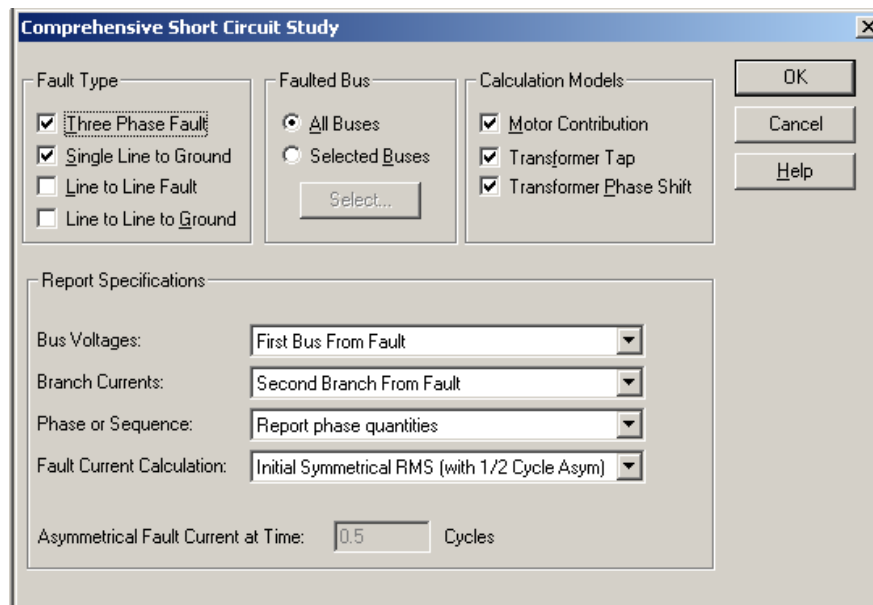 Comprehensive Short Circuit Study
Fault Type
Three Phase Fault
Single Line to Ground
Line to Line Fault
Line to Line to Ground
Faulted Bus
All Buses
Selected Buses
Select...
Calculation Models
Motor Contribution
Transformer Tap
Transformer Phase Shift
OK
Cancel
Help
Report Specifications
Bus Voltages: First Bus From Fault
Branch Currents: Second Branch From Fault
Phase or Sequence: Report phase quantities
Fault Current Calculation: Initial Symmetrical RMS (with 1/2 Cycle Asym)
Asymmetrical Fault Current at Time: 0.5 Cycles